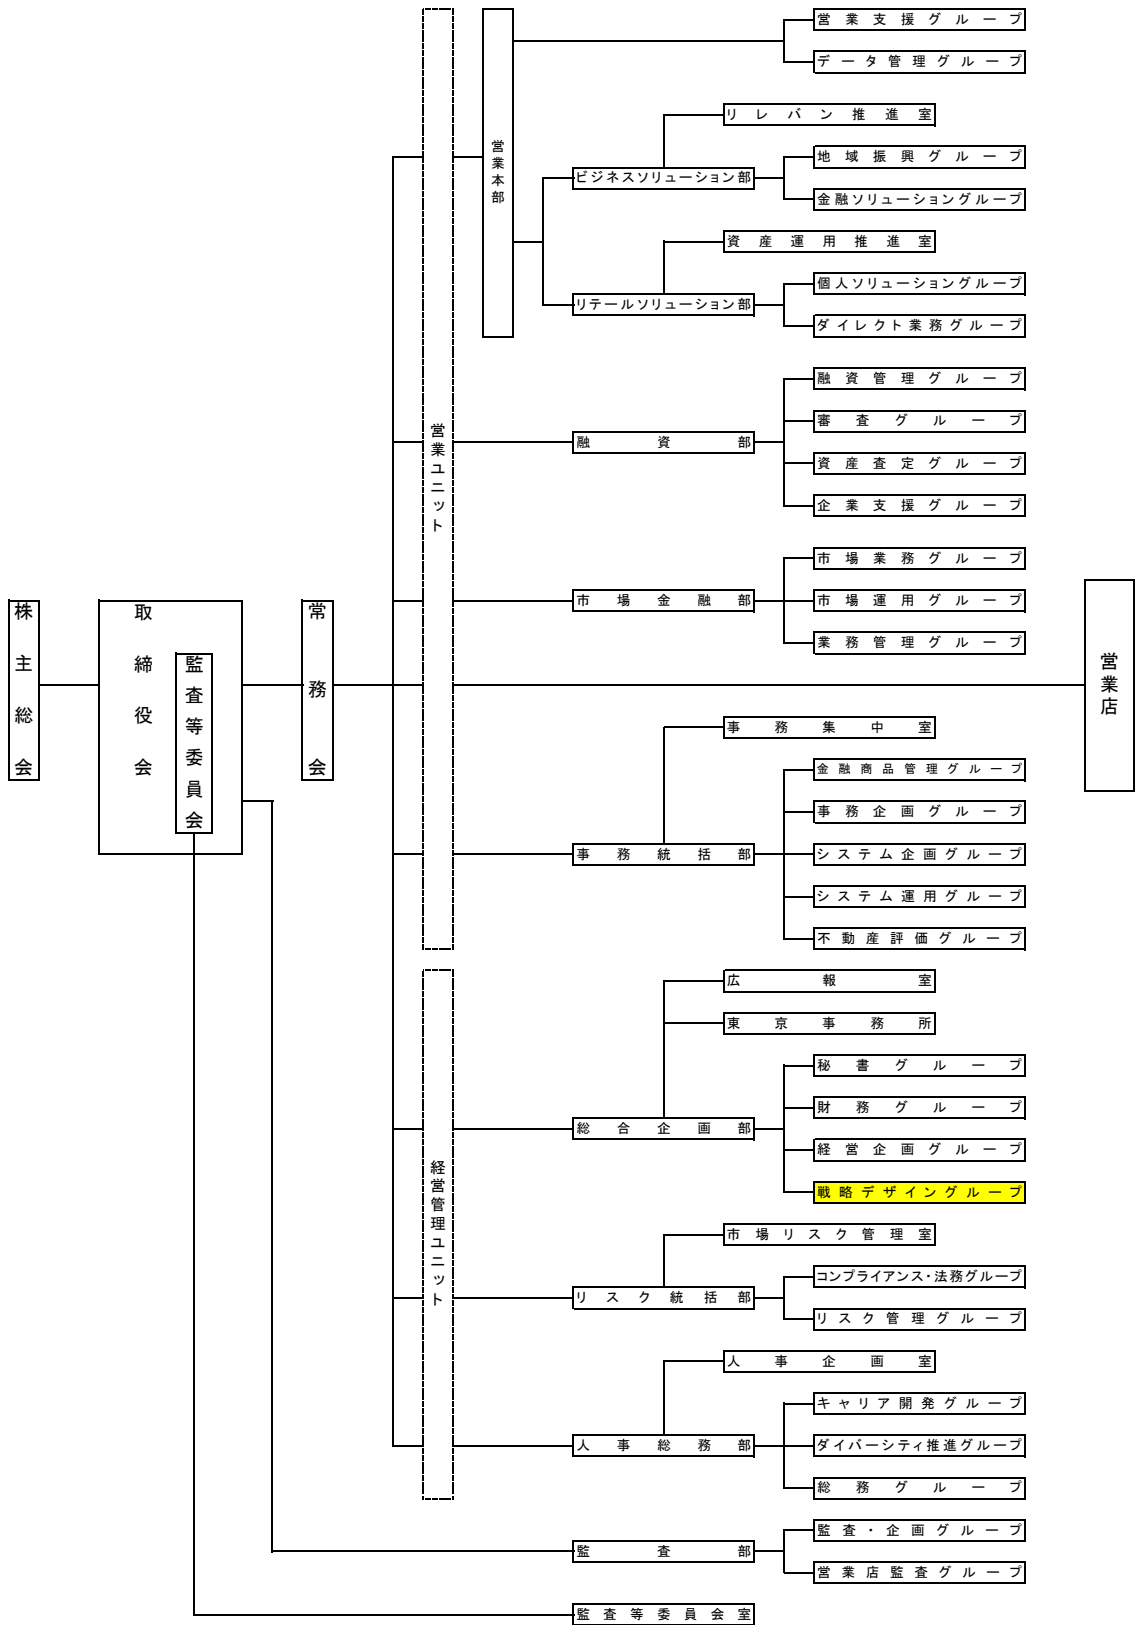 株主総会
取締役会
監査等委員会
常務会
営業ユニット
営業本部
営業支援グループ
データ管理グループ
リレバン推進室
ビジネスソリューション部
地域振興グループ
金融ソリューショングループ
資産運用推進室
リテールソリューション部
個人ソリューショングループ
ダイレクト業務グループ
融資部
融資管理グループ
審査グループ
資産査定グループ
企業支援グループ
市場金融部
市場業務グループ
市場運用グループ
業務管理グループ
営業店
事務集中室
事務統括部
金融商品管理グループ
事務企画グループ
システム企画グループ
システム運用グループ
不動産評価グループ
経営管理ユニット
広報室
東京事務所
総合企画部
秘書グループ
財務グループ
経営企画グループ
戦略デザイングループ
市場リスク管理室
リスク統括部
コンプライアンス・法務グループ
リスク管理グループ
人事企画室
人事総務部
キャリア開発グループ
ダイバーシティ推進グループ
総務グループ
監査部
監査・企画グループ
営業店監査グループ
監査等委員会室